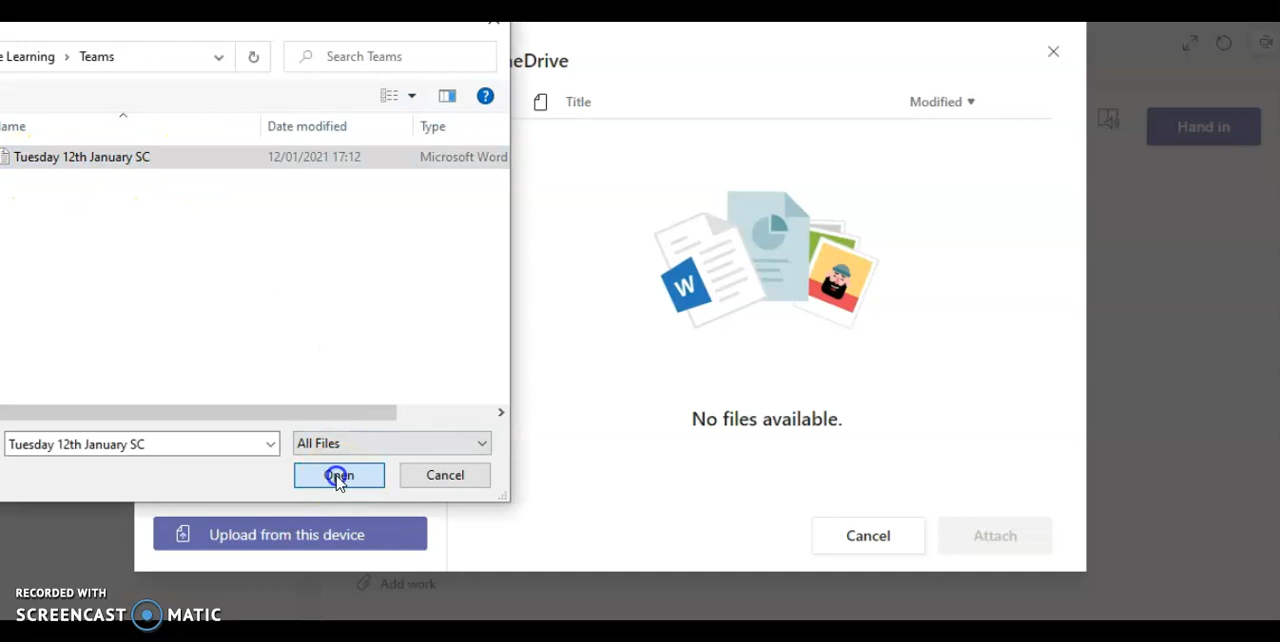 e Learning > Teams
Search Teams
eDrive
Title
Modified
Hand in
ame
Date modified
Type
Tuesday 12th January SC
12/01/2021 17:12
Microsoft Word
W
No files available.
Tuesday 12th January SC
All Files
Open
Cancel
Upload from this device
Cancel
Attach
Add work
RECORDED WITH
SCREENCAST MATIC